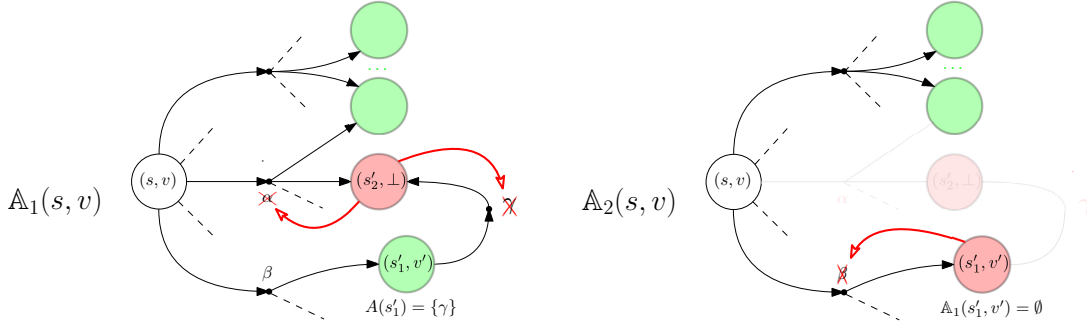 ...
(s, v)
α
(s′₂, ⊥)
γ
𝔸₁(s, v)
β
(s′₁, v′)
A(s′₁) = {γ}
...
(s, v)
α
(s′₂, ⊥)
γ
𝔸₂(s, v)
β
(s′₁, v′)
𝔸₁(s′₁, v′) = ∅